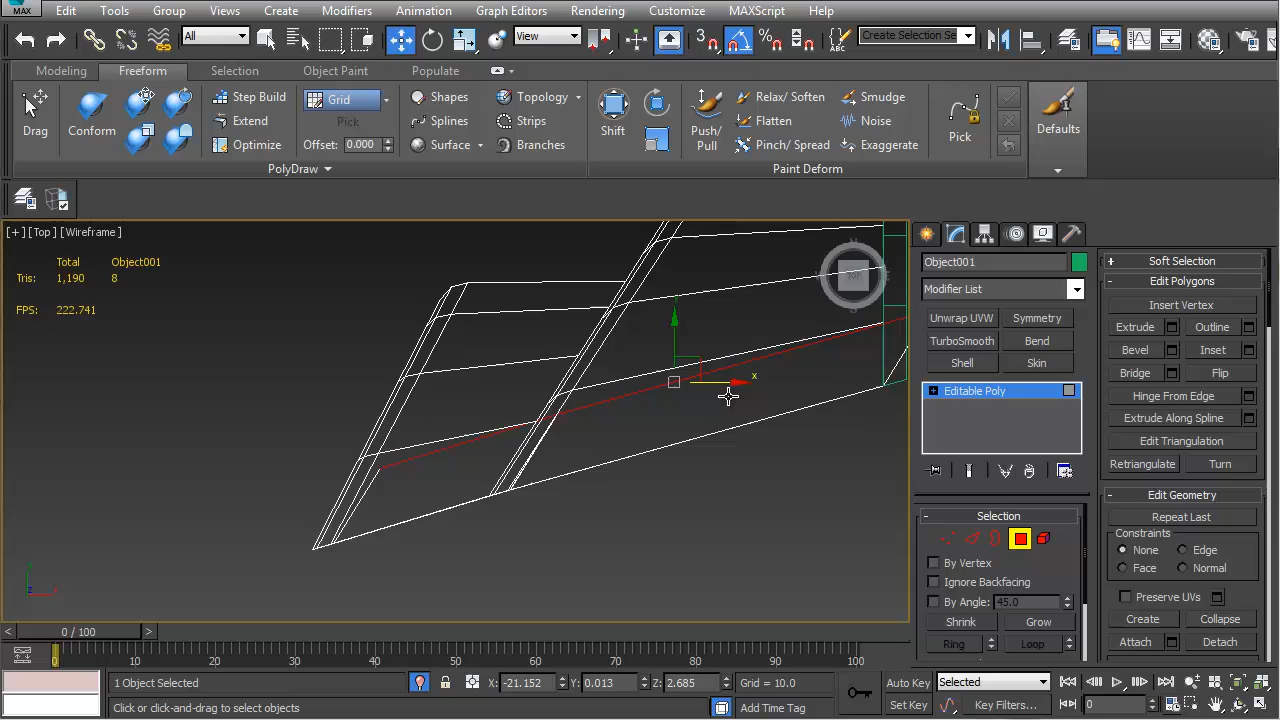 MAX Edit Tools Group Views Create Modifiers Animation Graph Editors Rendering Customize MAXScript Help
All View Create Selection Se
Modeling Freeform Selection Object Paint Populate
Drag Conform Step Build Extend Optimize Grid Pick Offset: 0.000 Shapes Splines Surface Topology Strips Branches Shift Push/ Pull Relax/ Soften Flatten Pinch/ Spread Smudge Noise Exaggerate Pick Defaults
PolyDraw Paint Deform
[ + ] [ Top ] [ Wireframe ]
Total Object001
Tris: 1,190 8
FPS: 222.741
TOP
x
Object001
Modifier List
Unwrap UVW Symmetry
TurboSmooth Bend
Shell Skin
Editable Poly
Selection
By Vertex
Ignore Backfacing
By Angle: 45.0
Shrink Grow
Ring Loop
+ Soft Selection
- Edit Polygons
Insert Vertex
Extrude Outline
Bevel Inset
Bridge Flip
Hinge From Edge
Extrude Along Spline
Edit Triangulation
Retriangulate Turn
- Edit Geometry
Repeat Last
Constraints
None Edge
Face Normal
Preserve UVs
Create Collapse
Attach Detach
< 0 / 100 >
0 10 20 30 40 50 60 70 80 90 100
1 Object Selected X: -21.152 Y: 0.013 Z: 2.685 Grid = 10.0 Auto Key Selected
Click or click-and-drag to select objects Add Time Tag Set Key Key Filters... 0